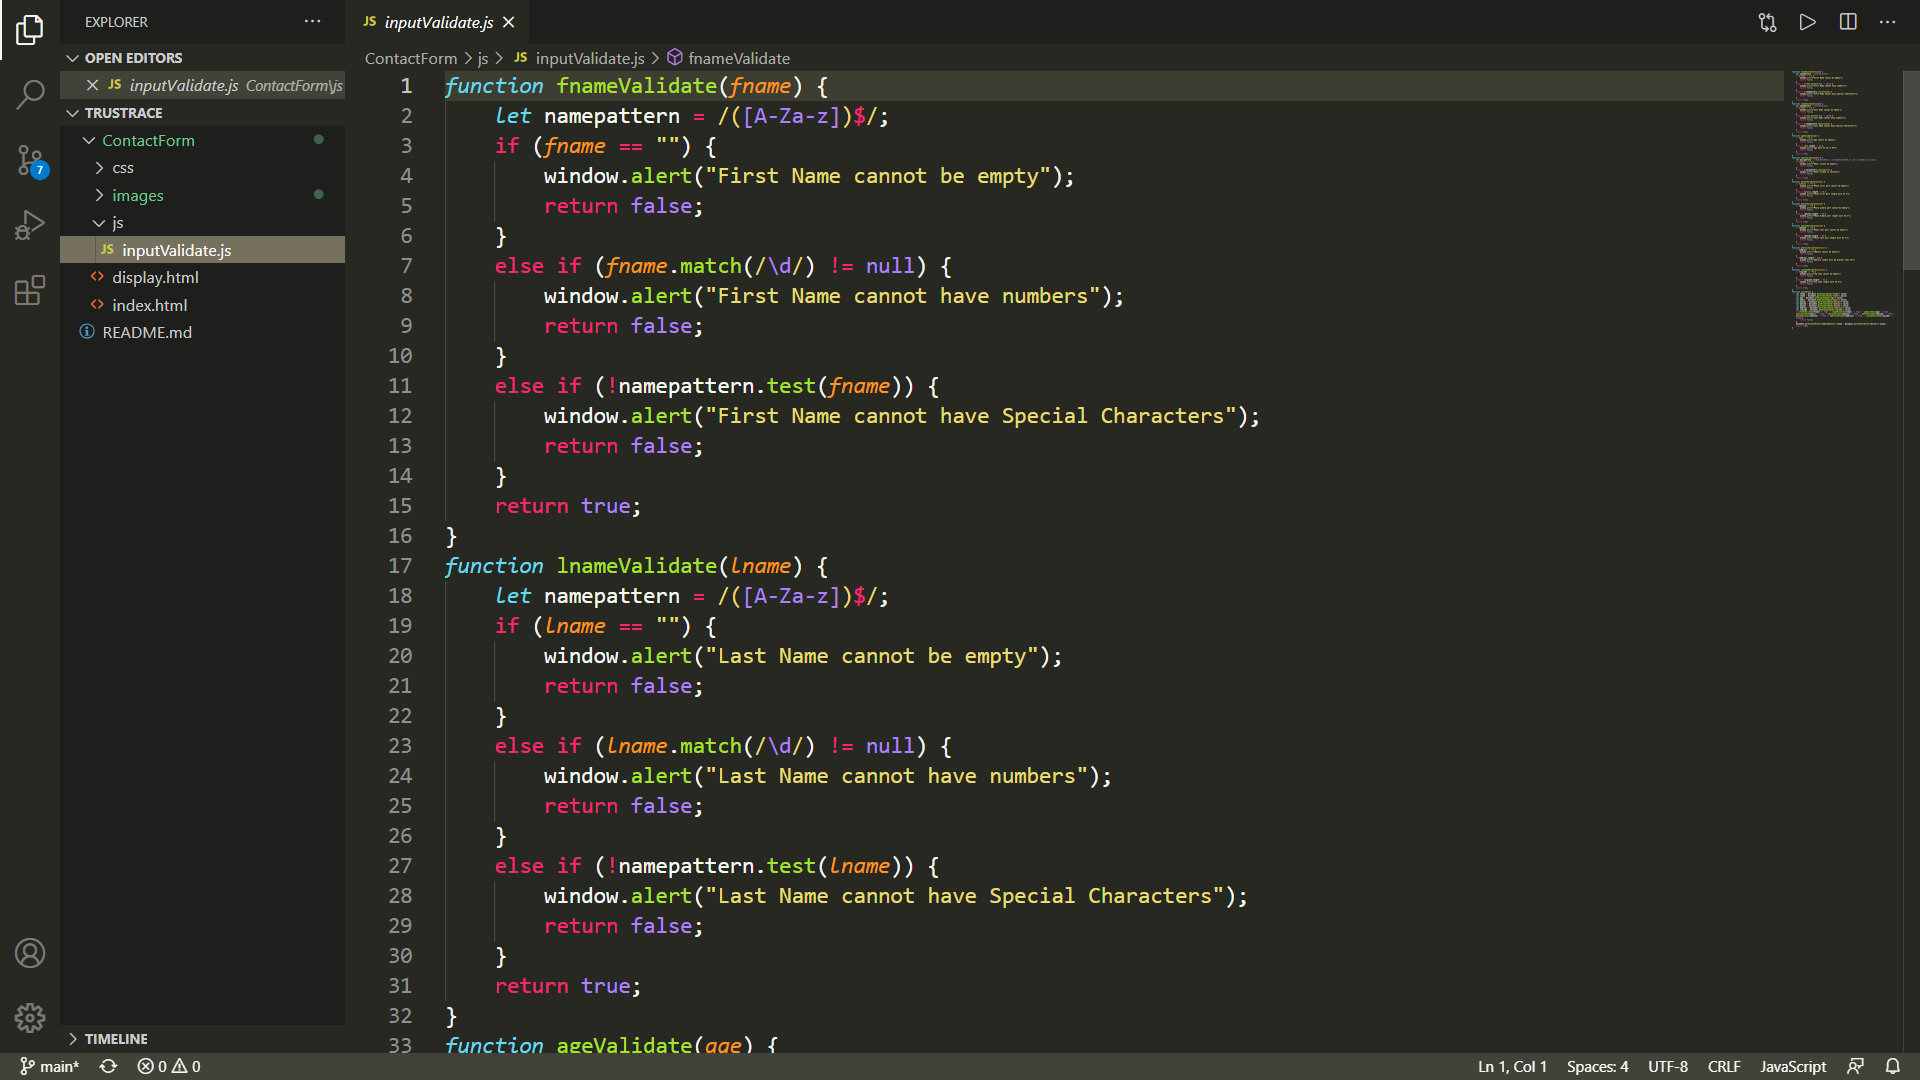 EXPLORER
JS inputValidate.js
OPEN EDITORS
JS inputValidate.js ContactForm\js
TRUSTRACE
ContactForm
css
images
js
JS inputValidate.js
display.html
index.html
README.md
TIMELINE
7
ContactForm > js > JS inputValidate.js > fnameValidate
1 function fnameValidate(fname) {
2 let namepattern = /([A-Za-z])$/;
3 if (fname == "") {
4 window.alert("First Name cannot be empty");
5 return false;
6 }
7 else if (fname.match(/\d/) != null) {
8 window.alert("First Name cannot have numbers");
9 return false;
10 }
11 else if (!namepattern.test(fname)) {
12 window.alert("First Name cannot have Special Characters");
13 return false;
14 }
15 return true;
16 }
17 function lnameValidate(lname) {
18 let namepattern = /([A-Za-z])$/;
19 if (lname == "") {
20 window.alert("Last Name cannot be empty");
21 return false;
22 }
23 else if (lname.match(/\d/) != null) {
24 window.alert("Last Name cannot have numbers");
25 return false;
26 }
27 else if (!namepattern.test(lname)) {
28 window.alert("Last Name cannot have Special Characters");
29 return false;
30 }
31 return true;
32 }
33 function ageValidate(age) {
main* 0 0 Ln 1, Col 1 Spaces: 4 UTF-8 CRLF JavaScript